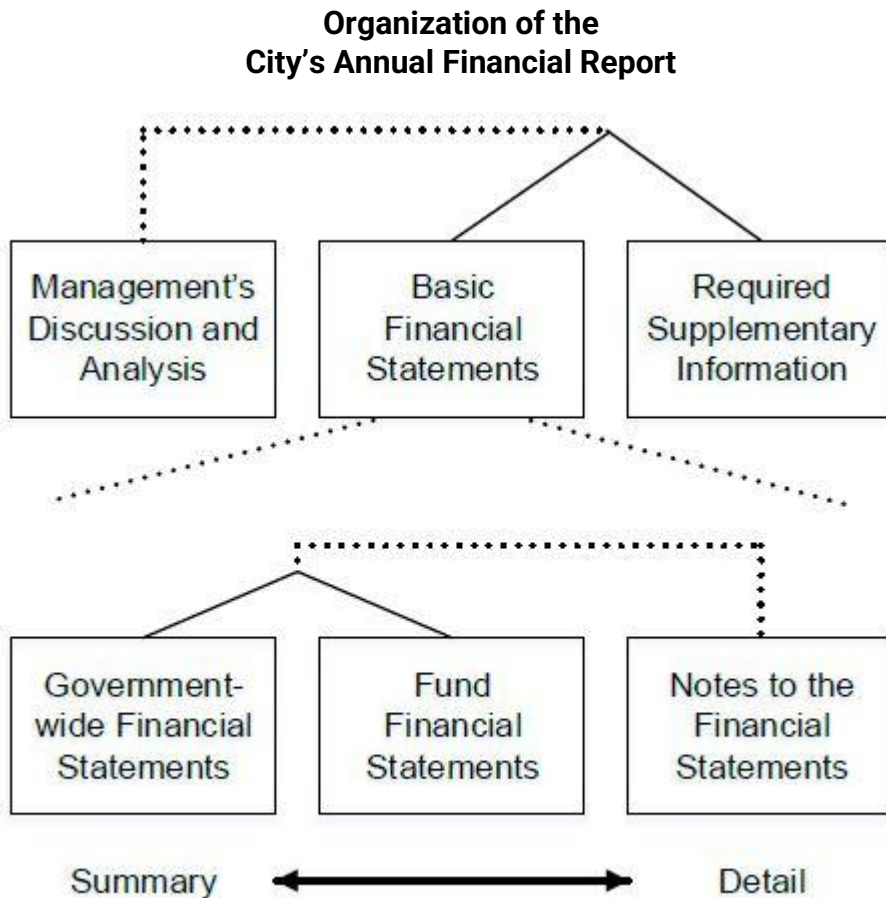 Organization of the
City’s Annual Financial Report
Management’s
Discussion and
Analysis
Basic
Financial
Statements
Required
Supplementary
Information
Government-
wide Financial
Statements
Fund
Financial
Statements
Notes to the
Financial
Statements
Summary
Detail